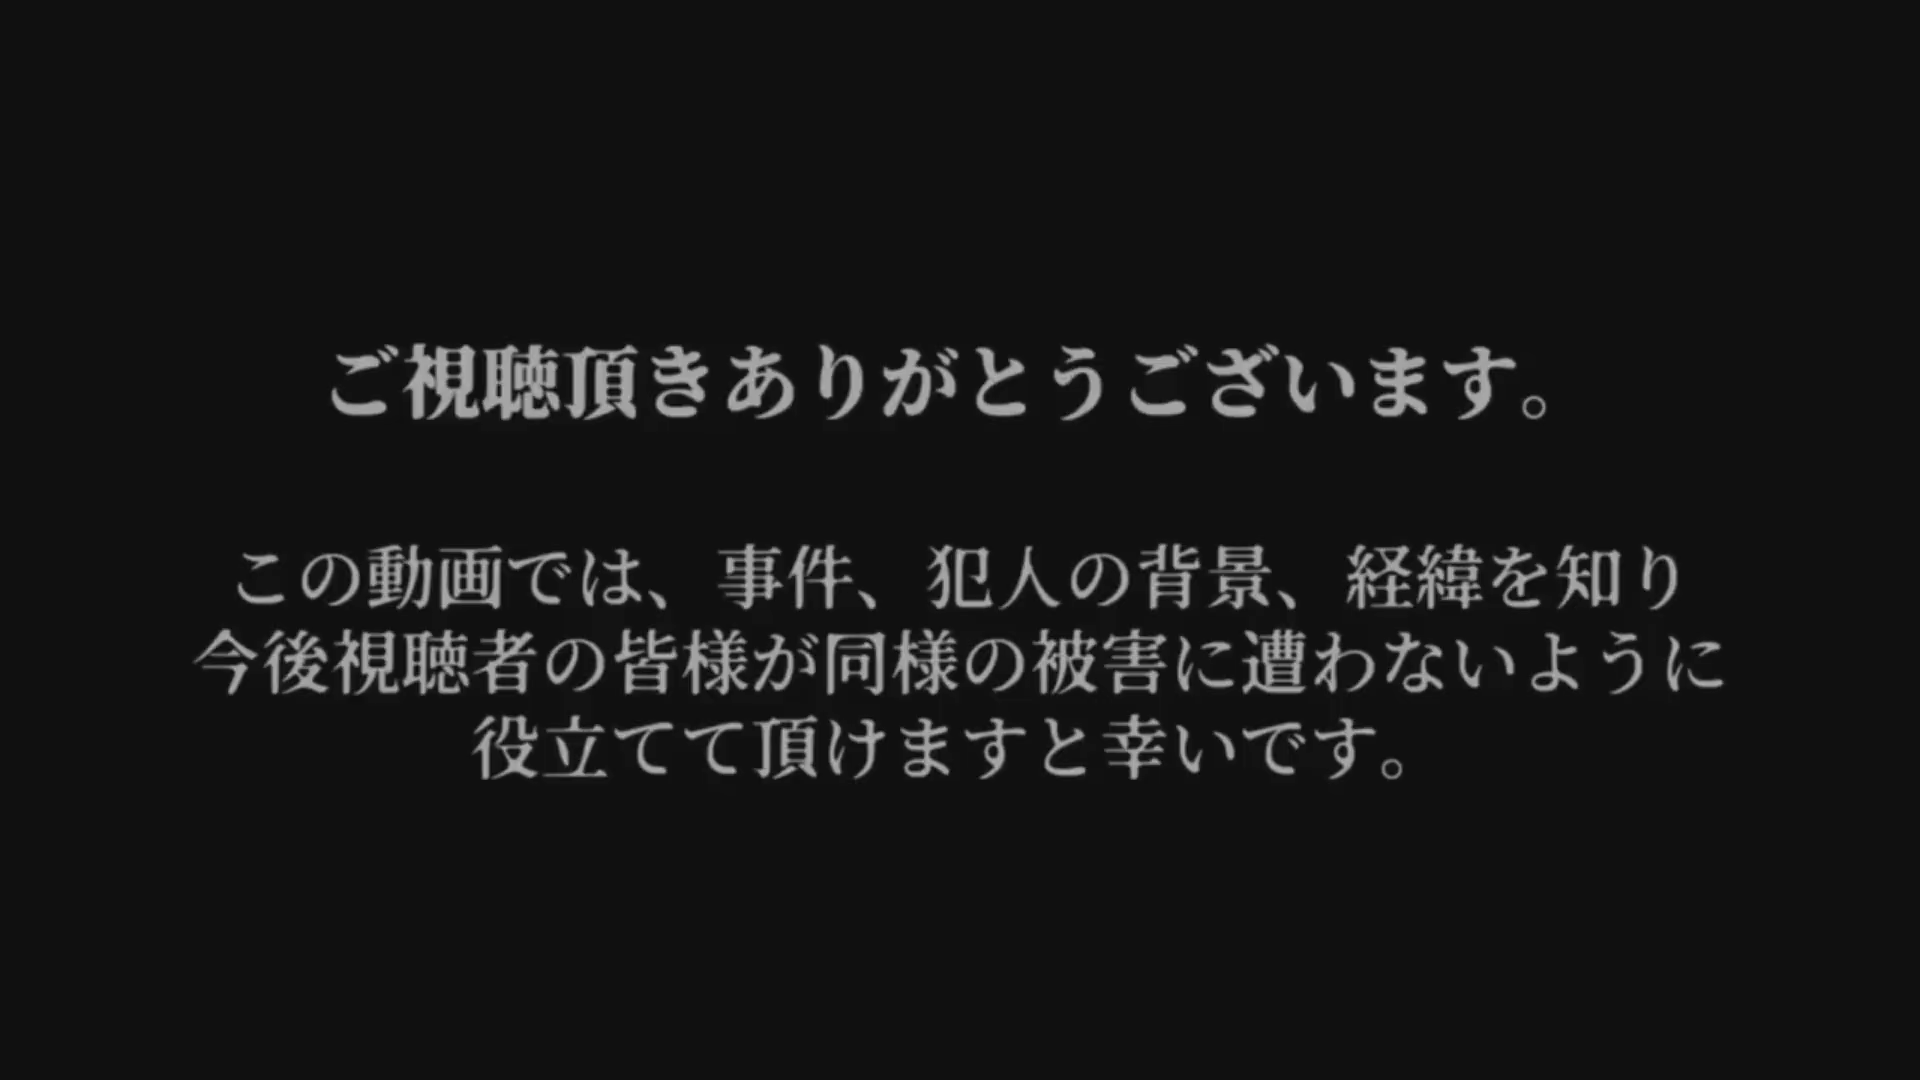 ご視聴頂きありがとうございます。
この動画では、事件、犯人の背景、経緯を知り
今後視聴者の皆様が同様の被害に遭わないように
役立てて頂けますと幸いです。